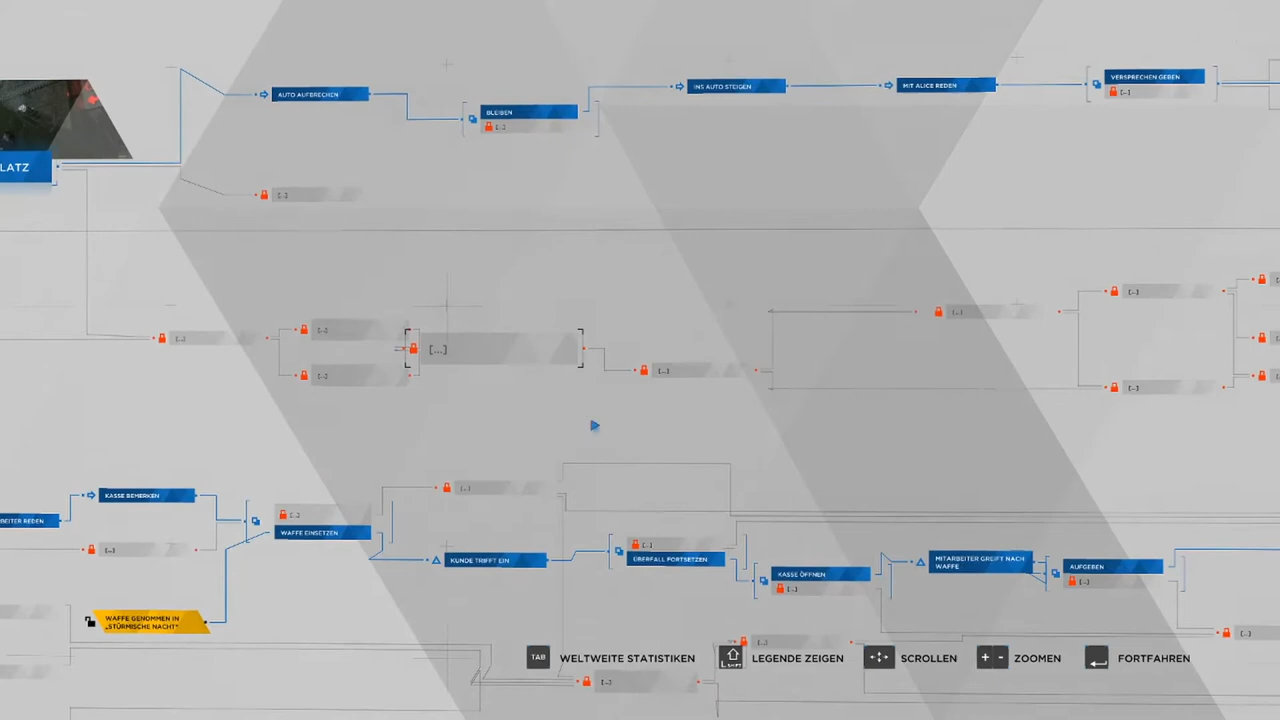 VERSPRECHEN GEBEN
INS AUTO STEIGEN
MIT ALICE REDEN
AUTO AUFBRECHEN
[...]
BLEIBEN
[...]
LATZ
[...]
[...]
[...]
[...]
[...]
[...]
[...]
[...]
[...]
[...]
KASSE BEMERKEN
[...]
BEITER REDEN
WAFFE EINSETZEN
[...]
[...]
KUNDE TRIFFT EIN
ÜBERFALL FORTSETZEN
MITARBEITER GREIFT NACH
WAFFE
AUFGEBEN
KASSE ÖFFNEN
[...]
[...]
WAFFE GENOMMEN IN
„STÜRMISCHE NACHT"
[...]
[...]
TAB
WELTWEITE STATISTIKEN
SHIFT
LEGENDE ZEIGEN
SCROLLEN
+ -
ZOOMEN
FORTFAHREN
[...]